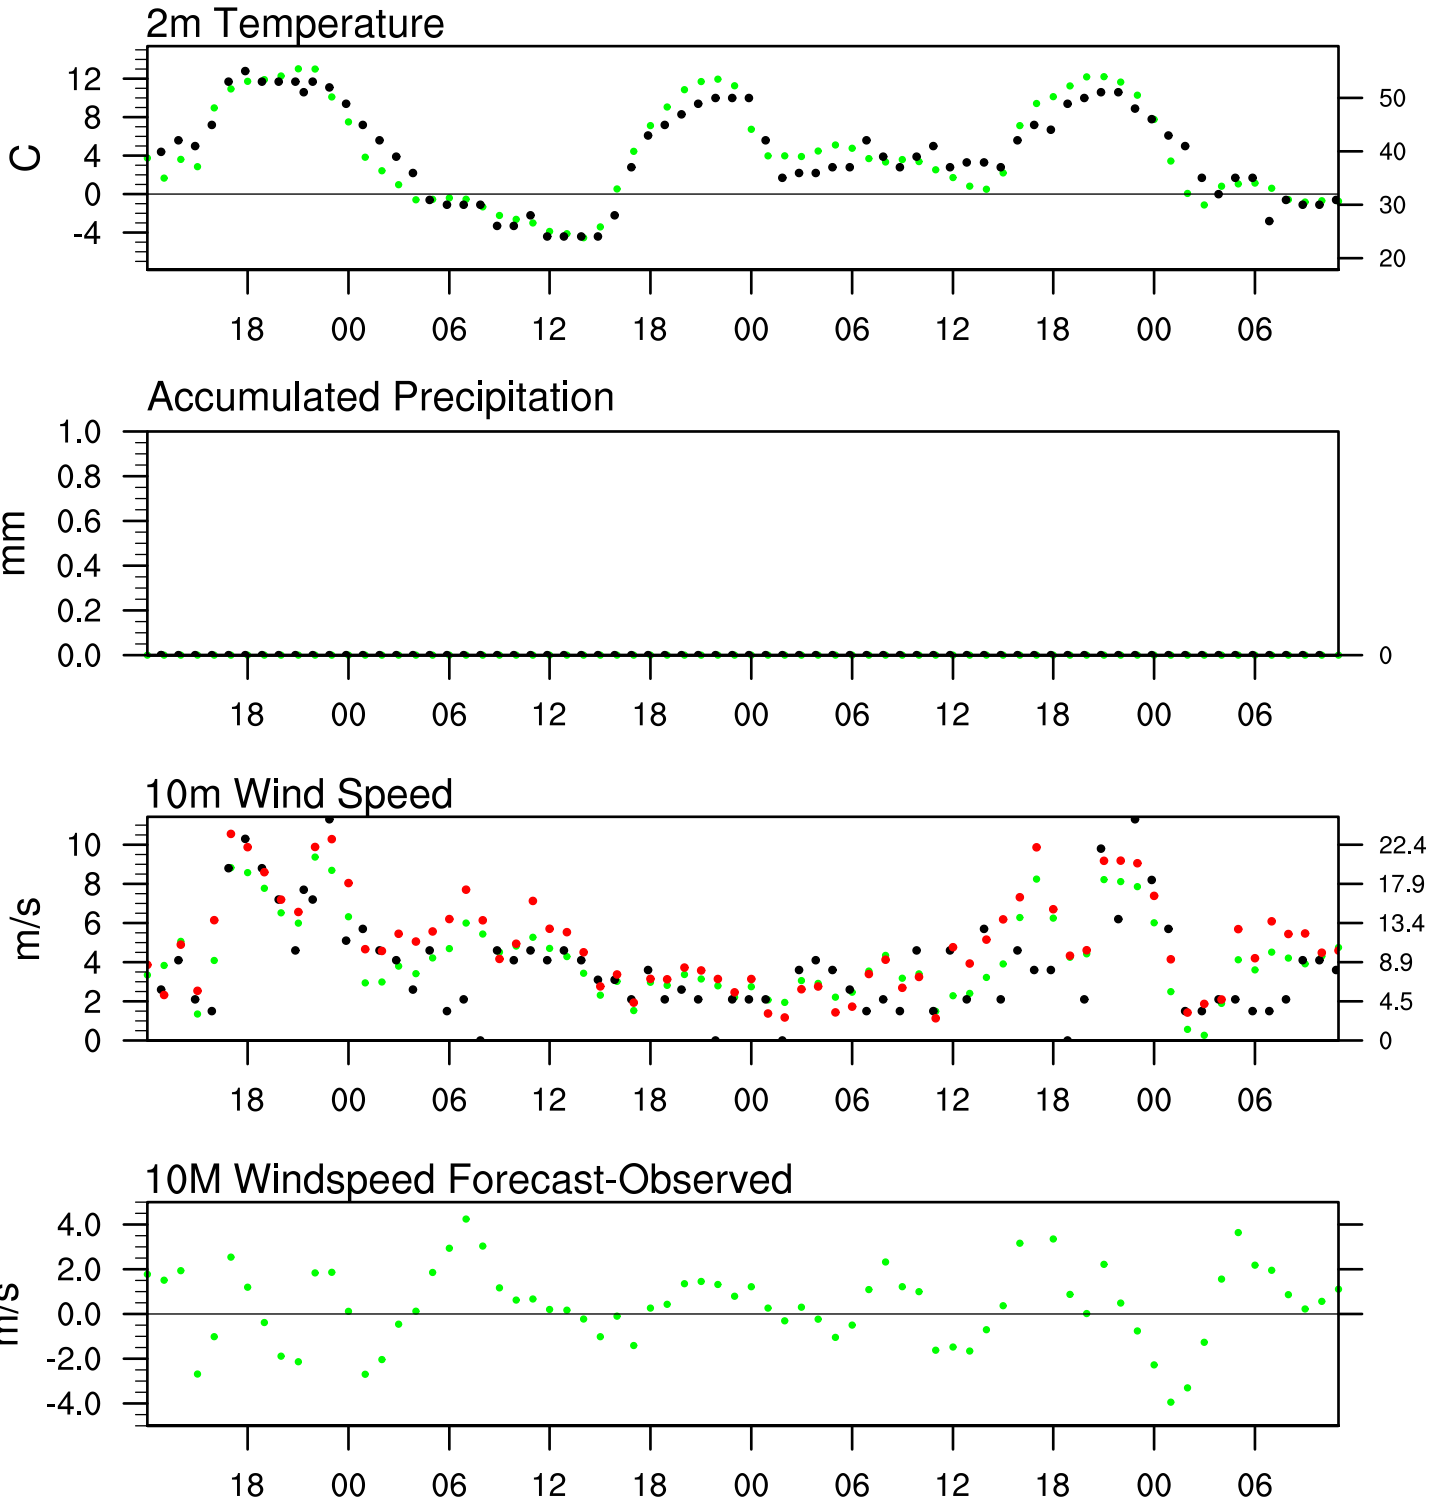 2m Temperature
12
8
4
0
-4
C
50
40
30
20
18 00 06 12 18 00 06 12 18 00 06
Accumulated Precipitation
1.0
0.8
0.6
0.4
0.2
0.0
mm
0
18 00 06 12 18 00 06 12 18 00 06
10m Wind Speed
10
8
6
4
2
0
m/s
22.4
17.9
13.4
8.9
4.5
0
18 00 06 12 18 00 06 12 18 00 06
10M Windspeed Forecast-Observed
4.0
2.0
0.0
-2.0
-4.0
m/s
18 00 06 12 18 00 06 12 18 00 06